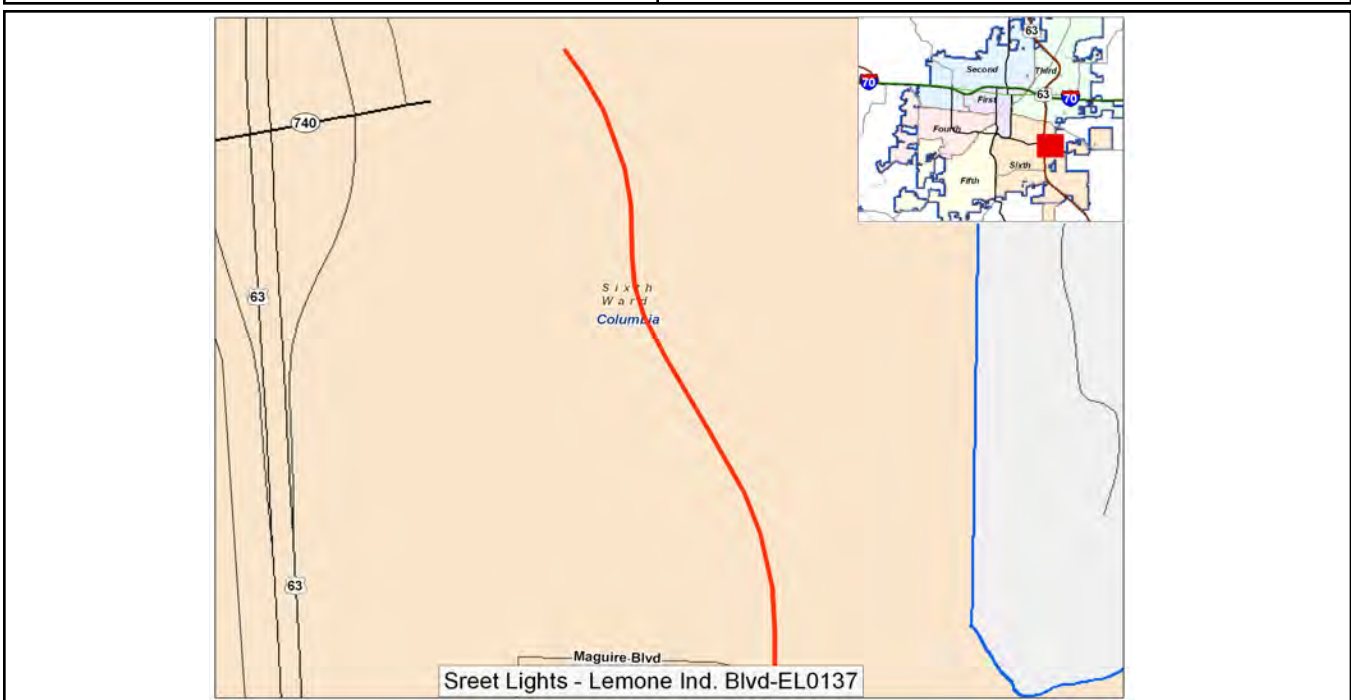 63
Second
Third
70
63
70
First
Fourth
Sixth
Fifth
740
63
Sixth
Ward
Columbia
63
Maguire Blvd
Sreet Lights - Lemone Ind. Blvd-EL0137